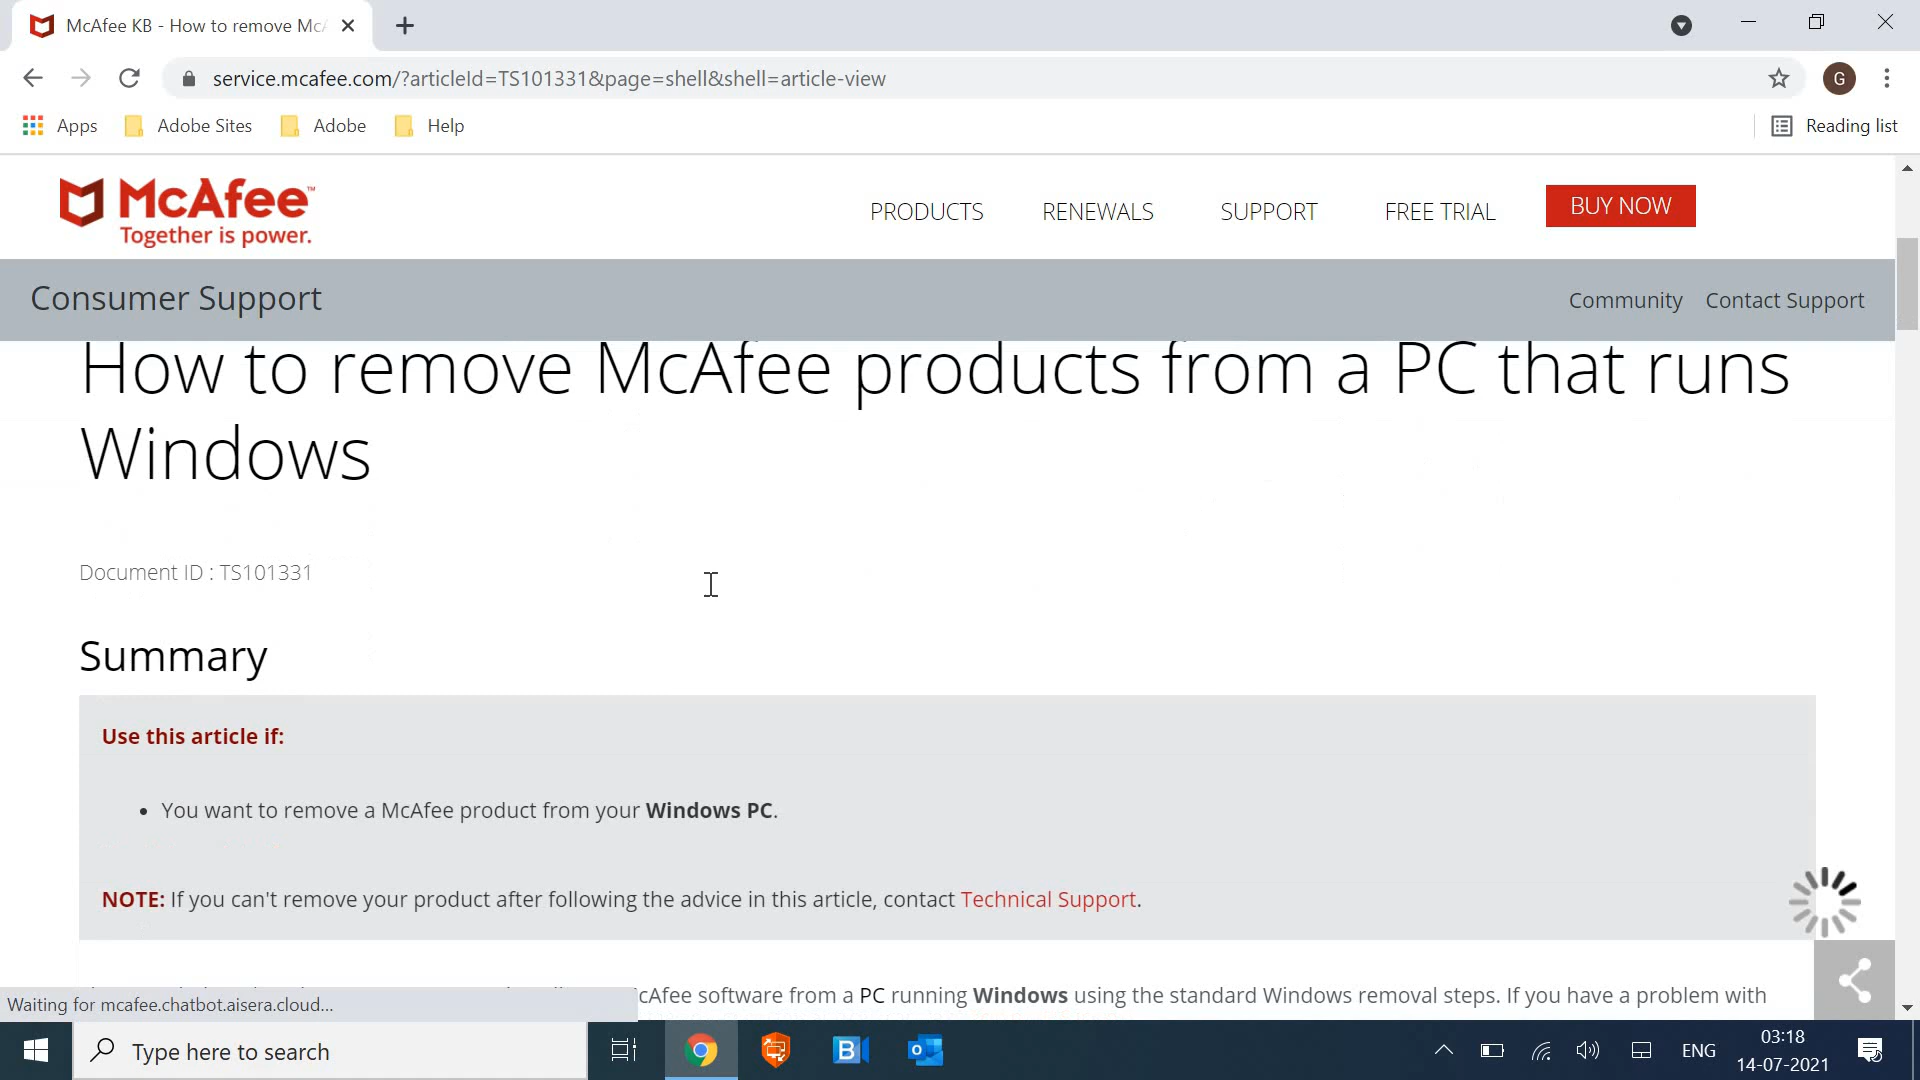 McAfee KB - How to remove McA
service.mcafee.com/?articleId=TS101331&page=shell&shell=article-view
G
Apps
Adobe Sites
Adobe
Help
Reading list
McAfee™
Together is power.
PRODUCTS
RENEWALS
SUPPORT
FREE TRIAL
BUY NOW
Consumer Support
Community
Contact Support
How to remove McAfee products from a PC that runs
Windows
Document ID : TS101331
Summary
Use this article if:
• You want to remove a McAfee product from your Windows PC.
NOTE: If you can't remove your product after following the advice in this article, contact Technical Support.
cAfee software from a PC running Windows using the standard Windows removal steps. If you have a problem with
Waiting for mcafee.chatbot.aisera.cloud...
Type here to search
B
o
ENG
03:18
14-07-2021